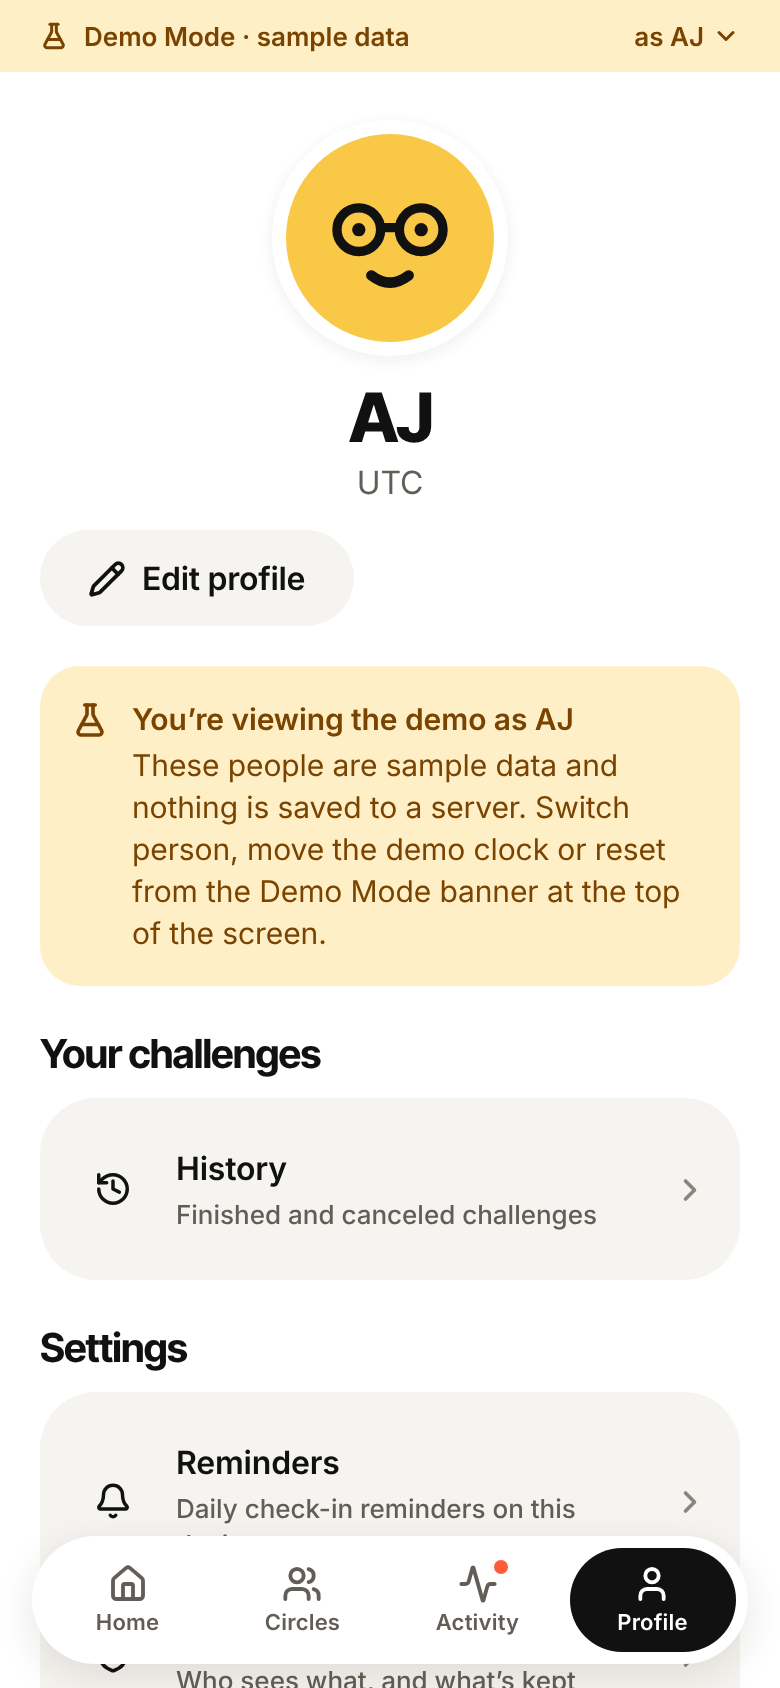 Demo Mode · sample data
as AJ
AJ
UTC
Edit profile
You’re viewing the demo as AJ
These people are sample data and
nothing is saved to a server. Switch
person, move the demo clock or reset
from the Demo Mode banner at the top
of the screen.
Your challenges
History
Finished and canceled challenges
Settings
Reminders
Daily check-in reminders on this
Home
Circles
Activity
Profile
Who sees what, and what’s kept